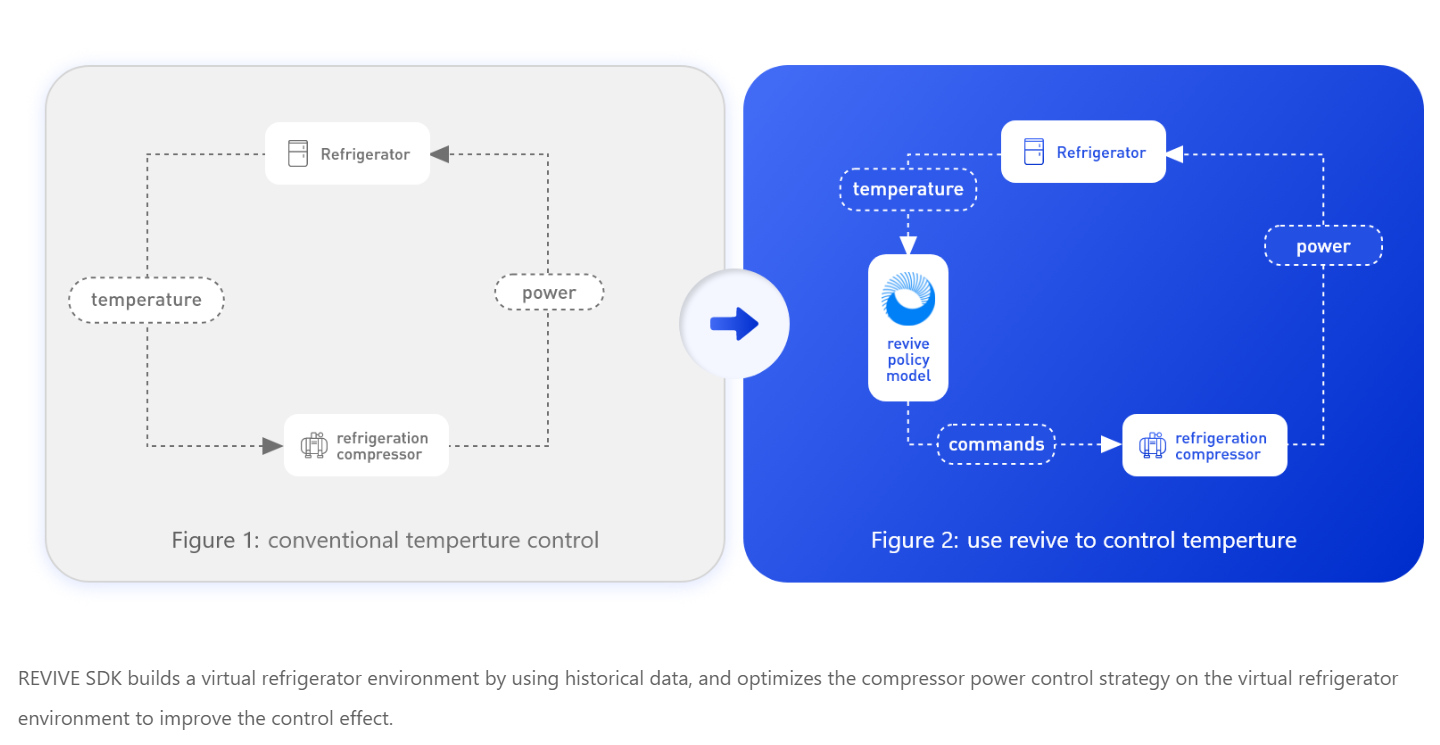 Refrigerator
temperature
power
refrigeration
compressor
Figure 1: conventional temperture control
Refrigerator
temperature
power
revive
policy
model
commands
refrigeration
compressor
Figure 2: use revive to control temperture
REVIVE SDK builds a virtual refrigerator environment by using historical data, and optimizes the compressor power control strategy on the virtual refrigerator
environment to improve the control effect.